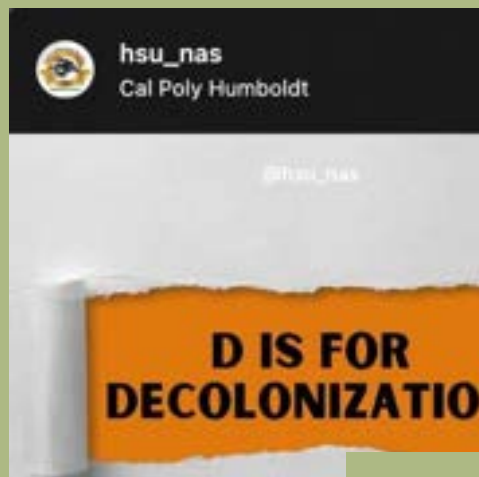 hsu_nas
Cal Poly Humboldt
@hsu_nas
D IS FOR
DECOLONIZATIO